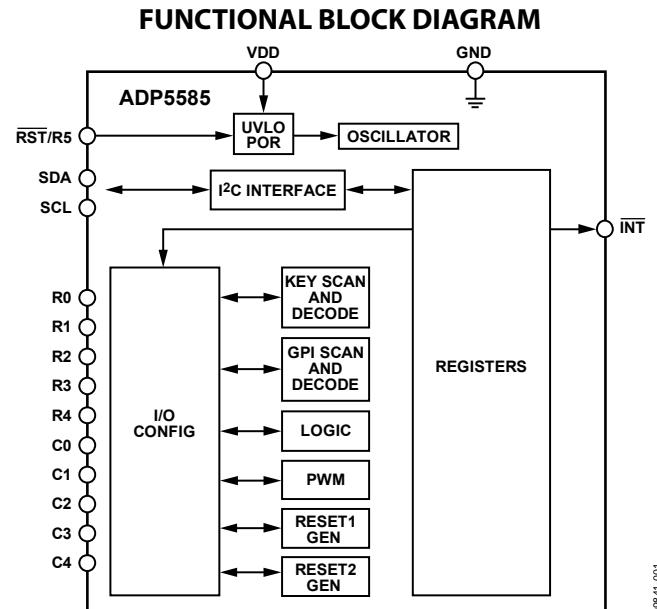 FUNCTIONAL BLOCK DIAGRAM
VDD
GND
ADP5585
RST/R5
UVLO
POR
OSCILLATOR
SDA
SCL
I²C INTERFACE
INT
R0
R1
R2
R3
R4
C0
C1
C2
C3
C4
I/O
CONFIG
KEY SCAN
AND
DECODE
GPI SCAN
AND
DECODE
LOGIC
PWM
RESET1
GEN
RESET2
GEN
REGISTERS